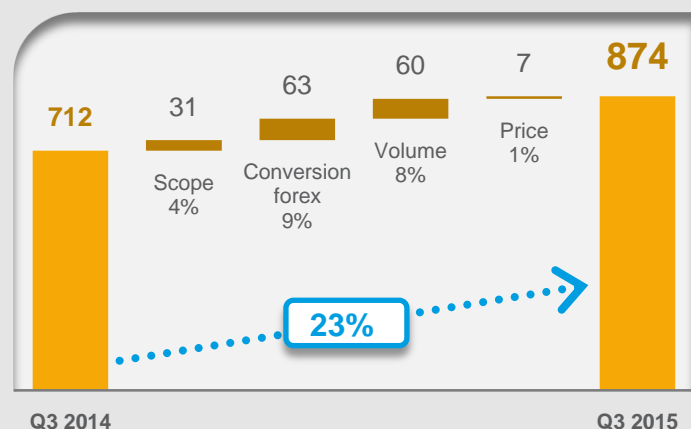 712
31
Scope
4%
63
Conversion
forex
9%
60
Volume
8%
7
Price
1%
874
23%
Q3 2014
Q3 2015